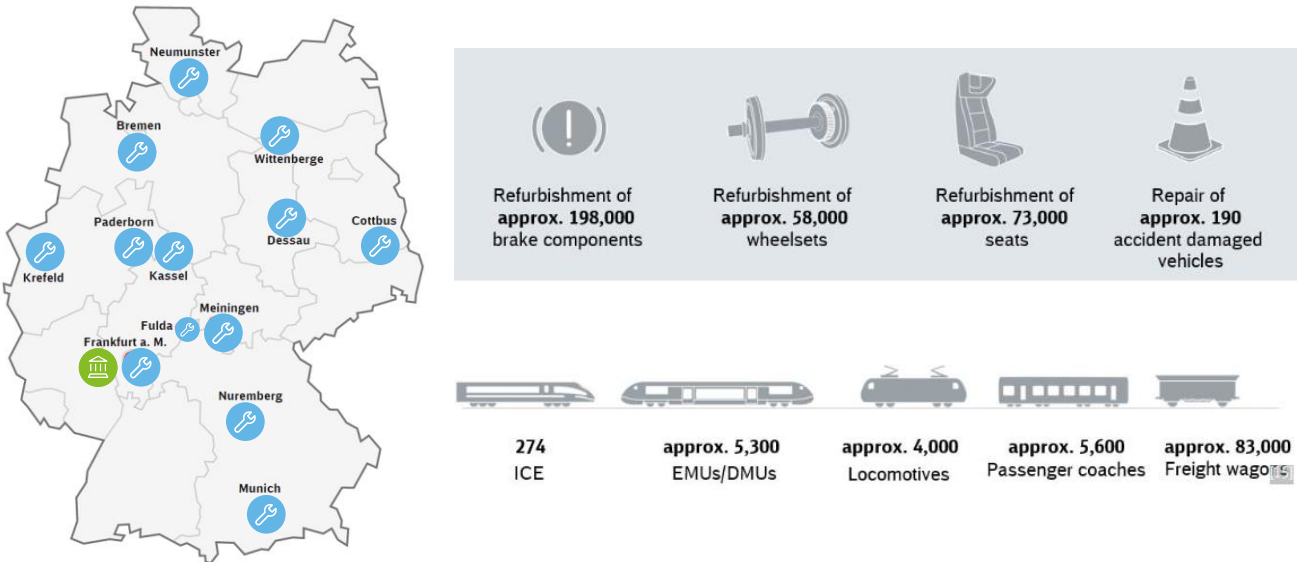 Neumunster
Bremen
Wittenberge
Paderborn
Dessau
Cottbus
Krefeld
Kassel
Meiningen
Fulda
Frankfurt a. M.
Nuremberg
Munich
Refurbishment of
approx. 198,000
brake components
Refurbishment of
approx. 58,000
wheelsets
Refurbishment of
approx. 73,000
seats
Repair of
approx. 190
accident damaged
vehicles
274
ICE
approx. 5,300
EMUs/DMUs
approx. 4,000
Locomotives
approx. 5,600
Passenger coaches
approx. 83,000
Freight wagons